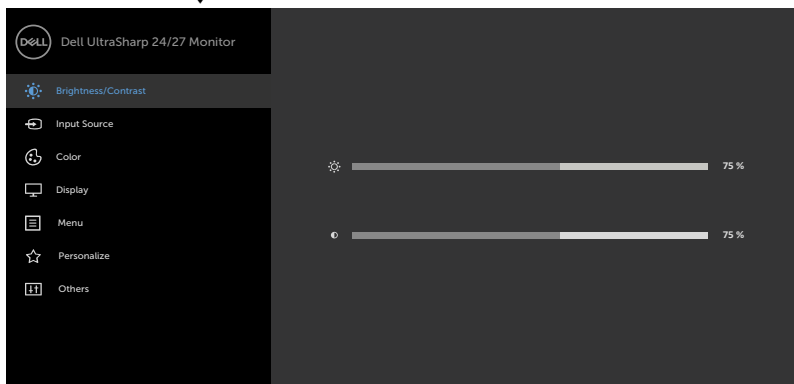 DELL
Dell UltraSharp 24/27 Monitor
Brightness/Contrast
Input Source
Color
Display
Menu
Personalize
Others
75 %
75 %